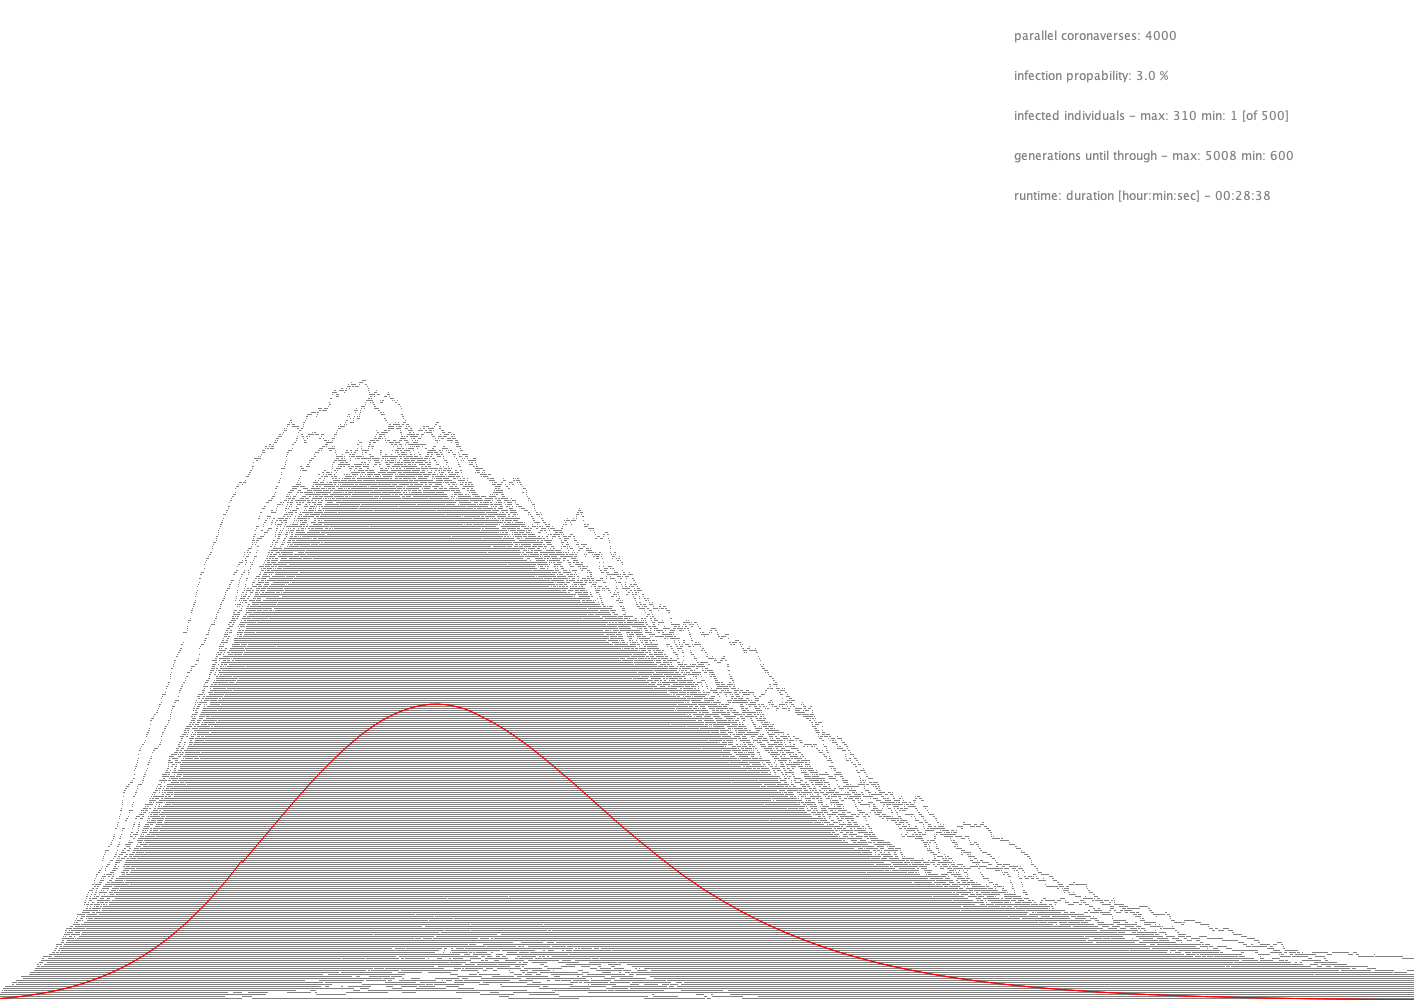 parallel coronaverses: 4000
infection propability: 3.0 %
infected individuals - max: 310 min: 1 [of 500]
generations until through - max: 5008 min: 600
runtime: duration [hour:min:sec] - 00:28:38